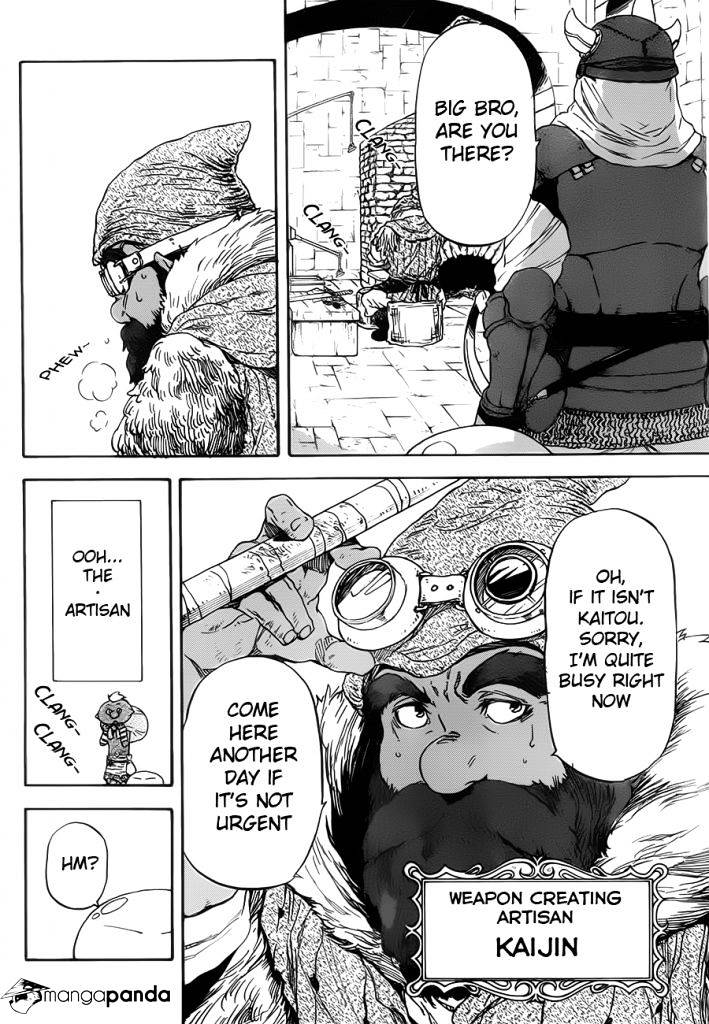 BIG BRO,
ARE YOU
THERE?
CLANG~
CLANG~
PHEW~
OH,
IF IT ISN'T
KAITOU.
SORRY,
I'M QUITE
BUSY RIGHT
NOW
COME
HERE
ANOTHER
DAY IF
IT'S NOT
URGENT
WEAPON CREATING
ARTISAN
KAIJIN
OOH...
THE
·
ARTISAN
CLANG~
CLANG~
HM?
mangapanda